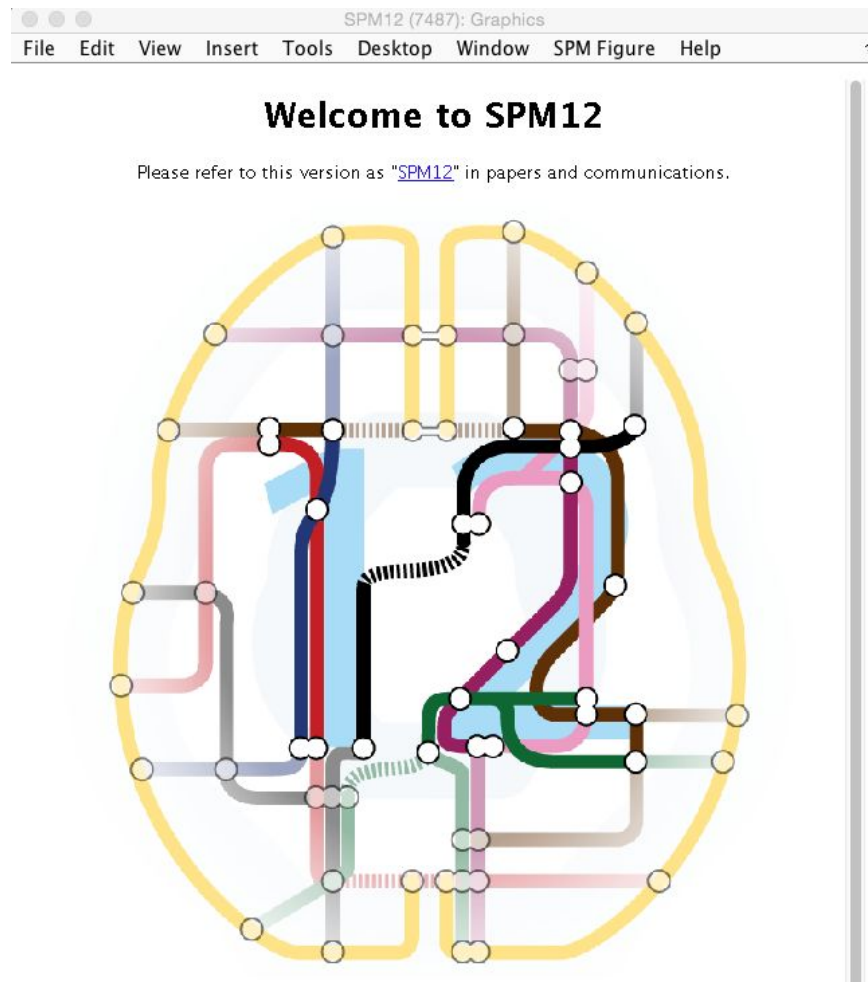 SPM12 (7487): Graphics
File Edit View Insert Tools Desktop Window SPM Figure Help
Welcome to SPM12
Please refer to this version as "SPM12" in papers and communications.
12